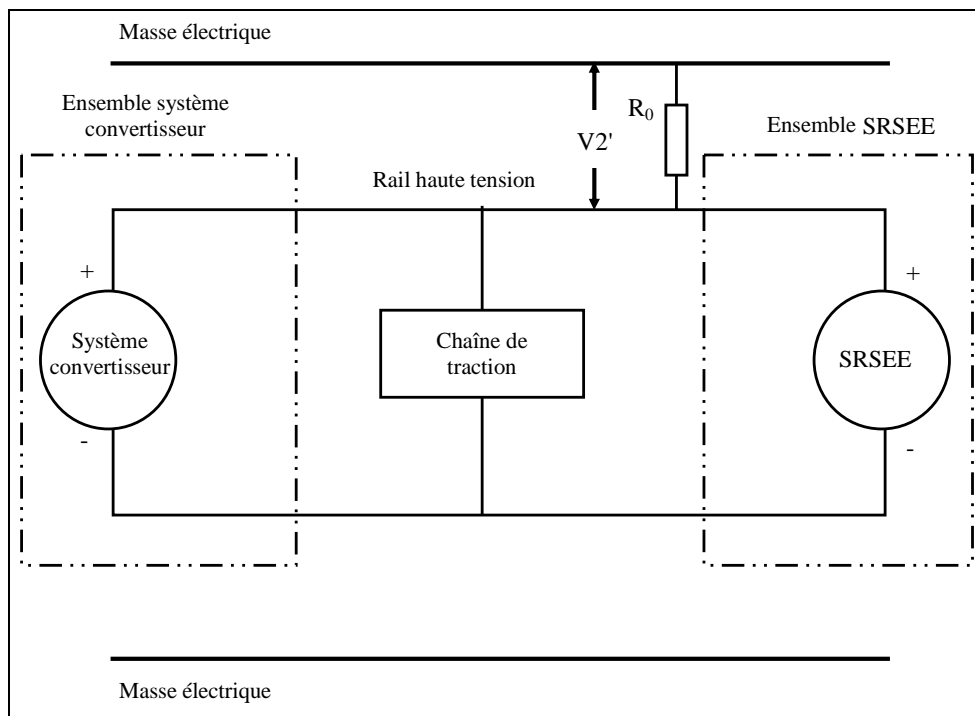 Masse électrique
Ensemble système
convertisseur
R0
Ensemble SRSEE
V2'
Rail haute tension
+
+
Système
convertisseur
Chaîne de
traction
SRSEE
-
-
Masse électrique